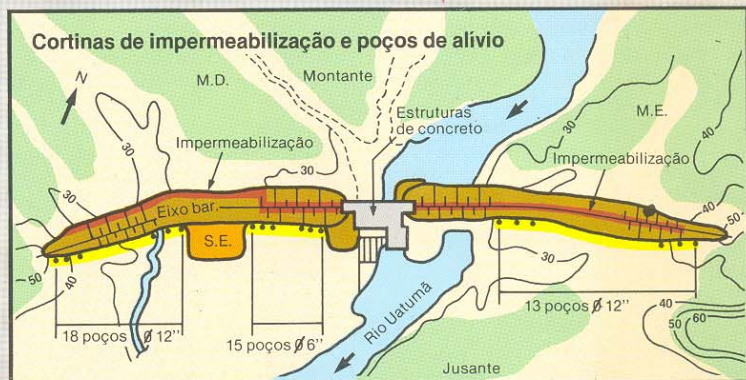 Cortinas de impermeabilização e poços de alívio
N
M.D.
Montante
Estruturas
de concreto
M.E.
Impermeabilização
Impermeabilização
30
30
30
30
40
40
Eixo bar.
S.E.
50
40
30
30
40
50
40
50
60
18 poços Ø 12''
15 poços Ø 6''
13 poços Ø 12''
Rio Uatumã
Jusante